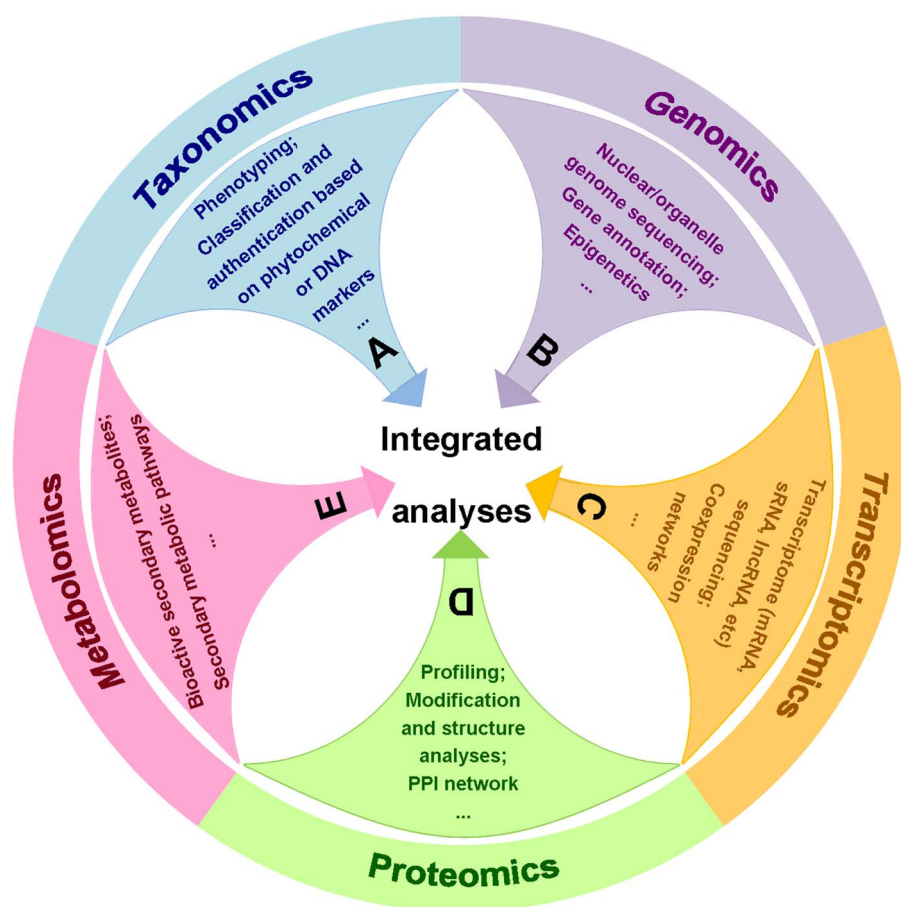 Taxonomics
Phenotyping;
Classification and
authentication based
on phytochemical
or DNA
markers
...
A
Genomics
Nuclear/organelle
genome sequencing;
Gene annotation;
Epigenetics
...
B
Integrated
analyses
Transcriptomics
Transcriptome (mRNA,
sRNA, lncRNA, etc)
sequencing;
Coexpression
networks
...
C
D
Profiling;
Modification
and structure
analyses;
PPI network
...
Proteomics
Metabolomics
Bioactive secondary metabolites;
Secondary metabolic pathways
...
E